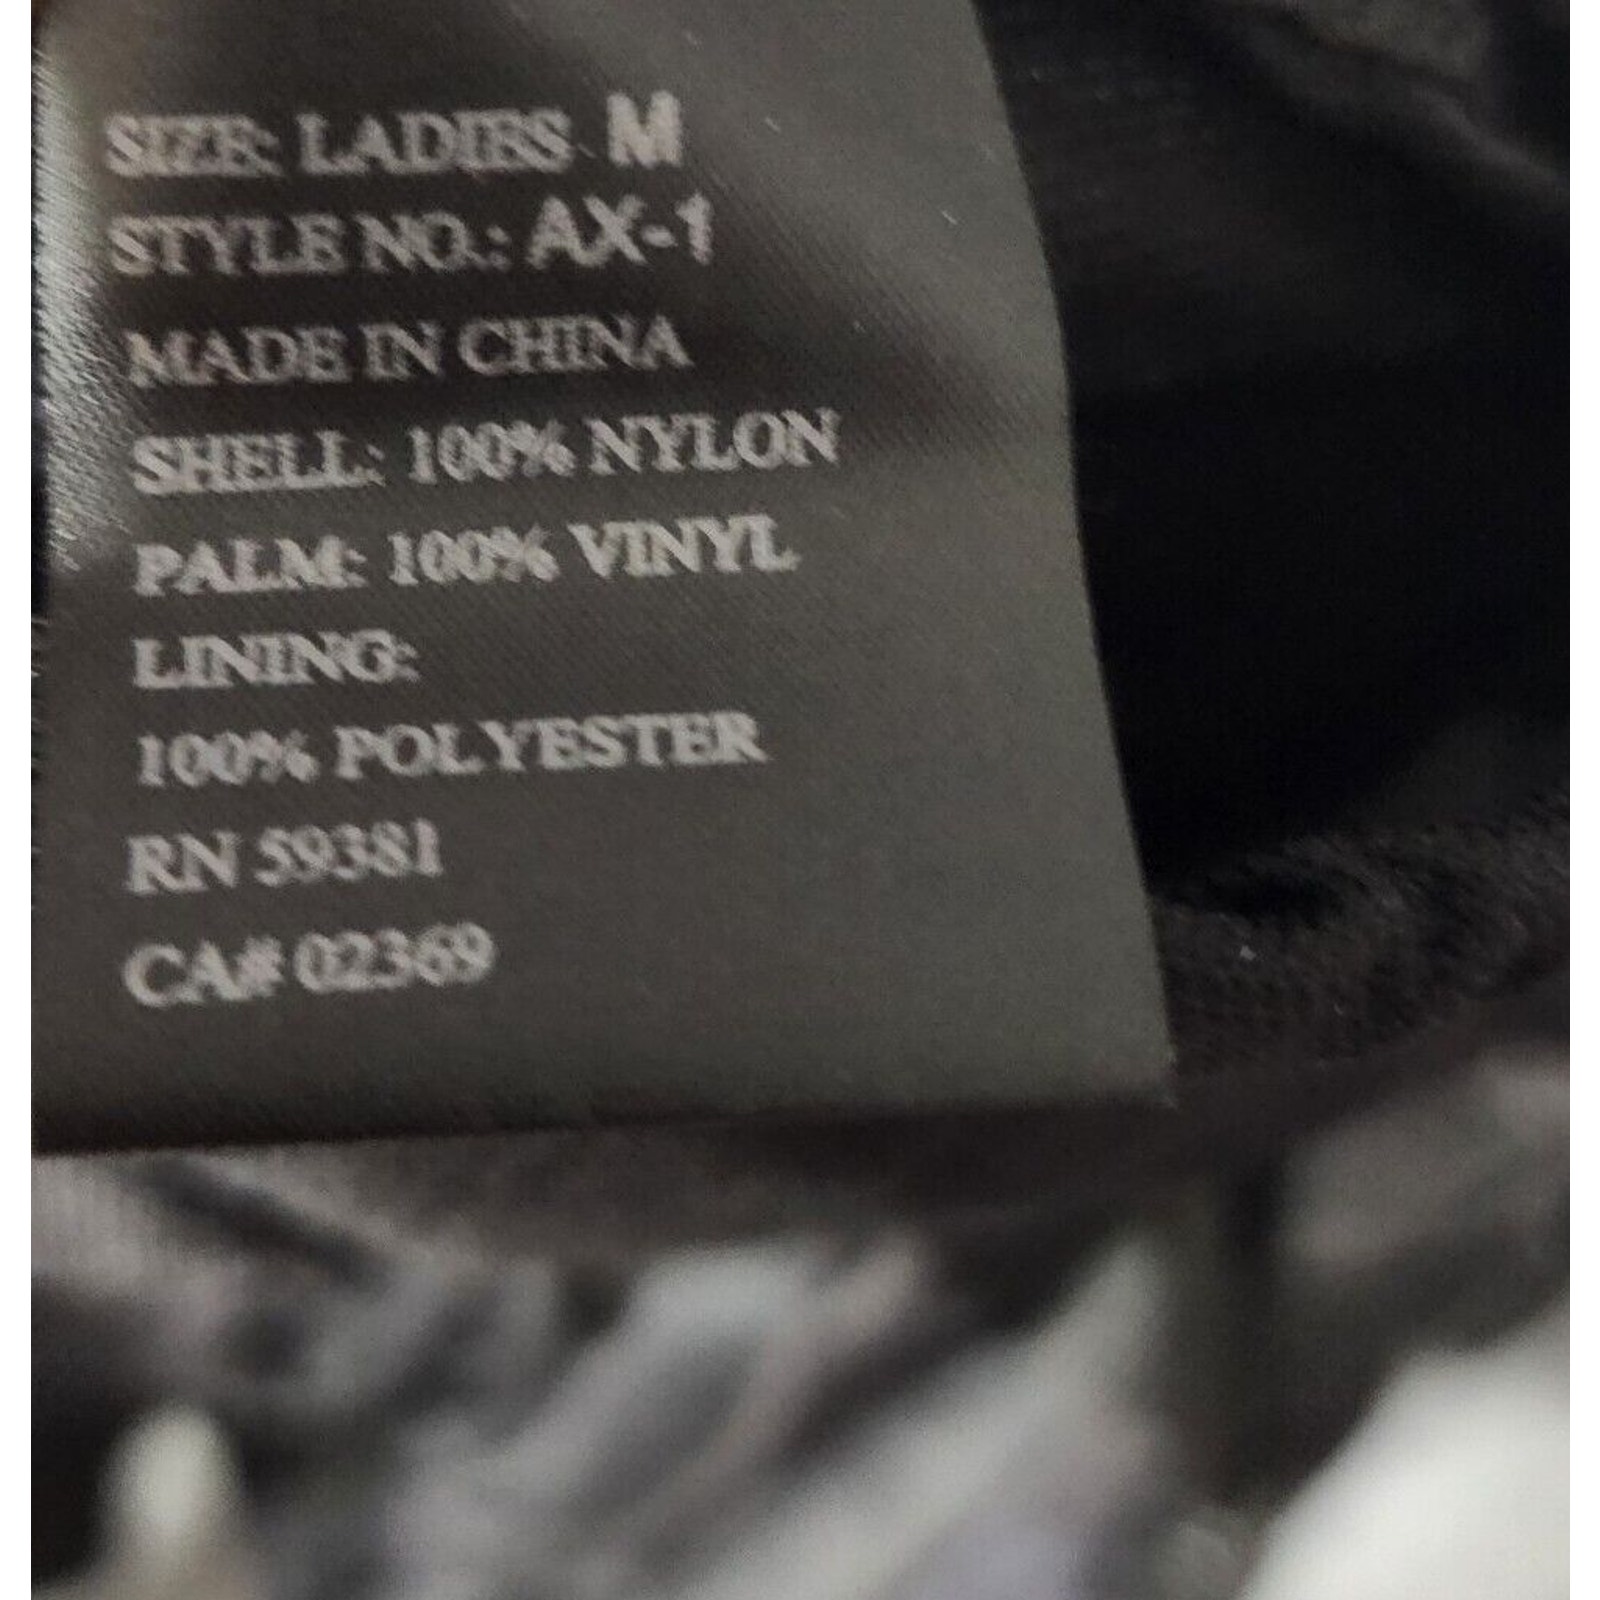 SIZE: LADIES M
STYLE NO.: AX-1
MADE IN CHINA
SHELL: 100% NYLON
PALM: 100% VINYL
LINING:
100% POLYESTER
RN 59381
CA# 02369